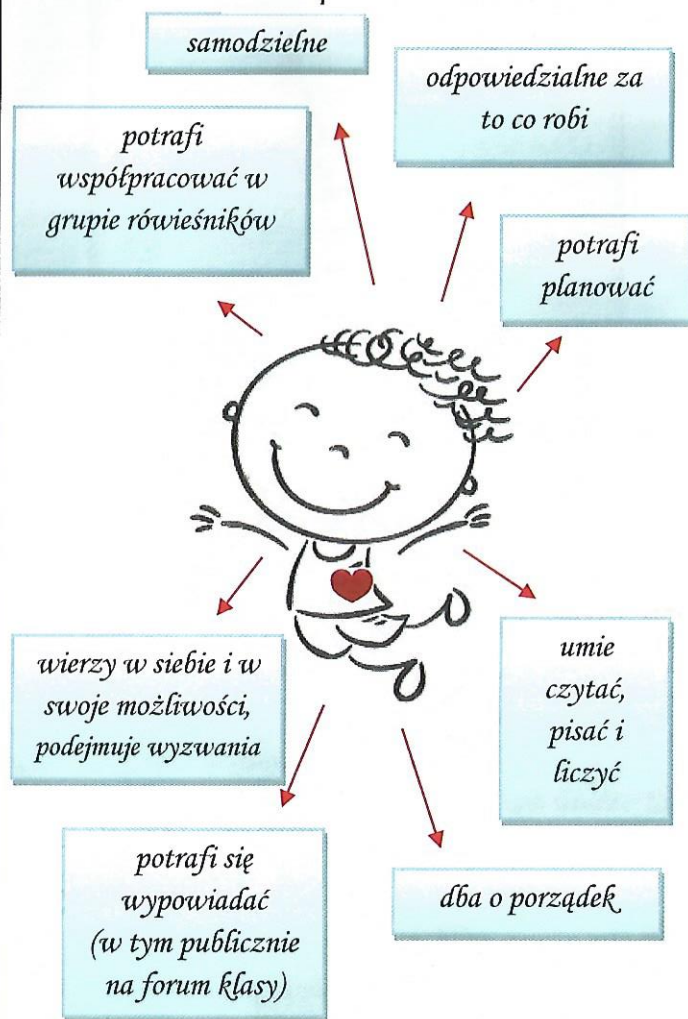 samodzielne
odpowiedzialne za
to co robi
potrafi
współpracować w
grupie rówieśników
potrafi
planować
wierzy w siebie i w
swoje możliwości,
podejmuje wyzwania
umie
czytać,
pisać i
liczyć
potrafi się
wypowiadać
(w tym publicznie
na forum klasy)
dba o porządek